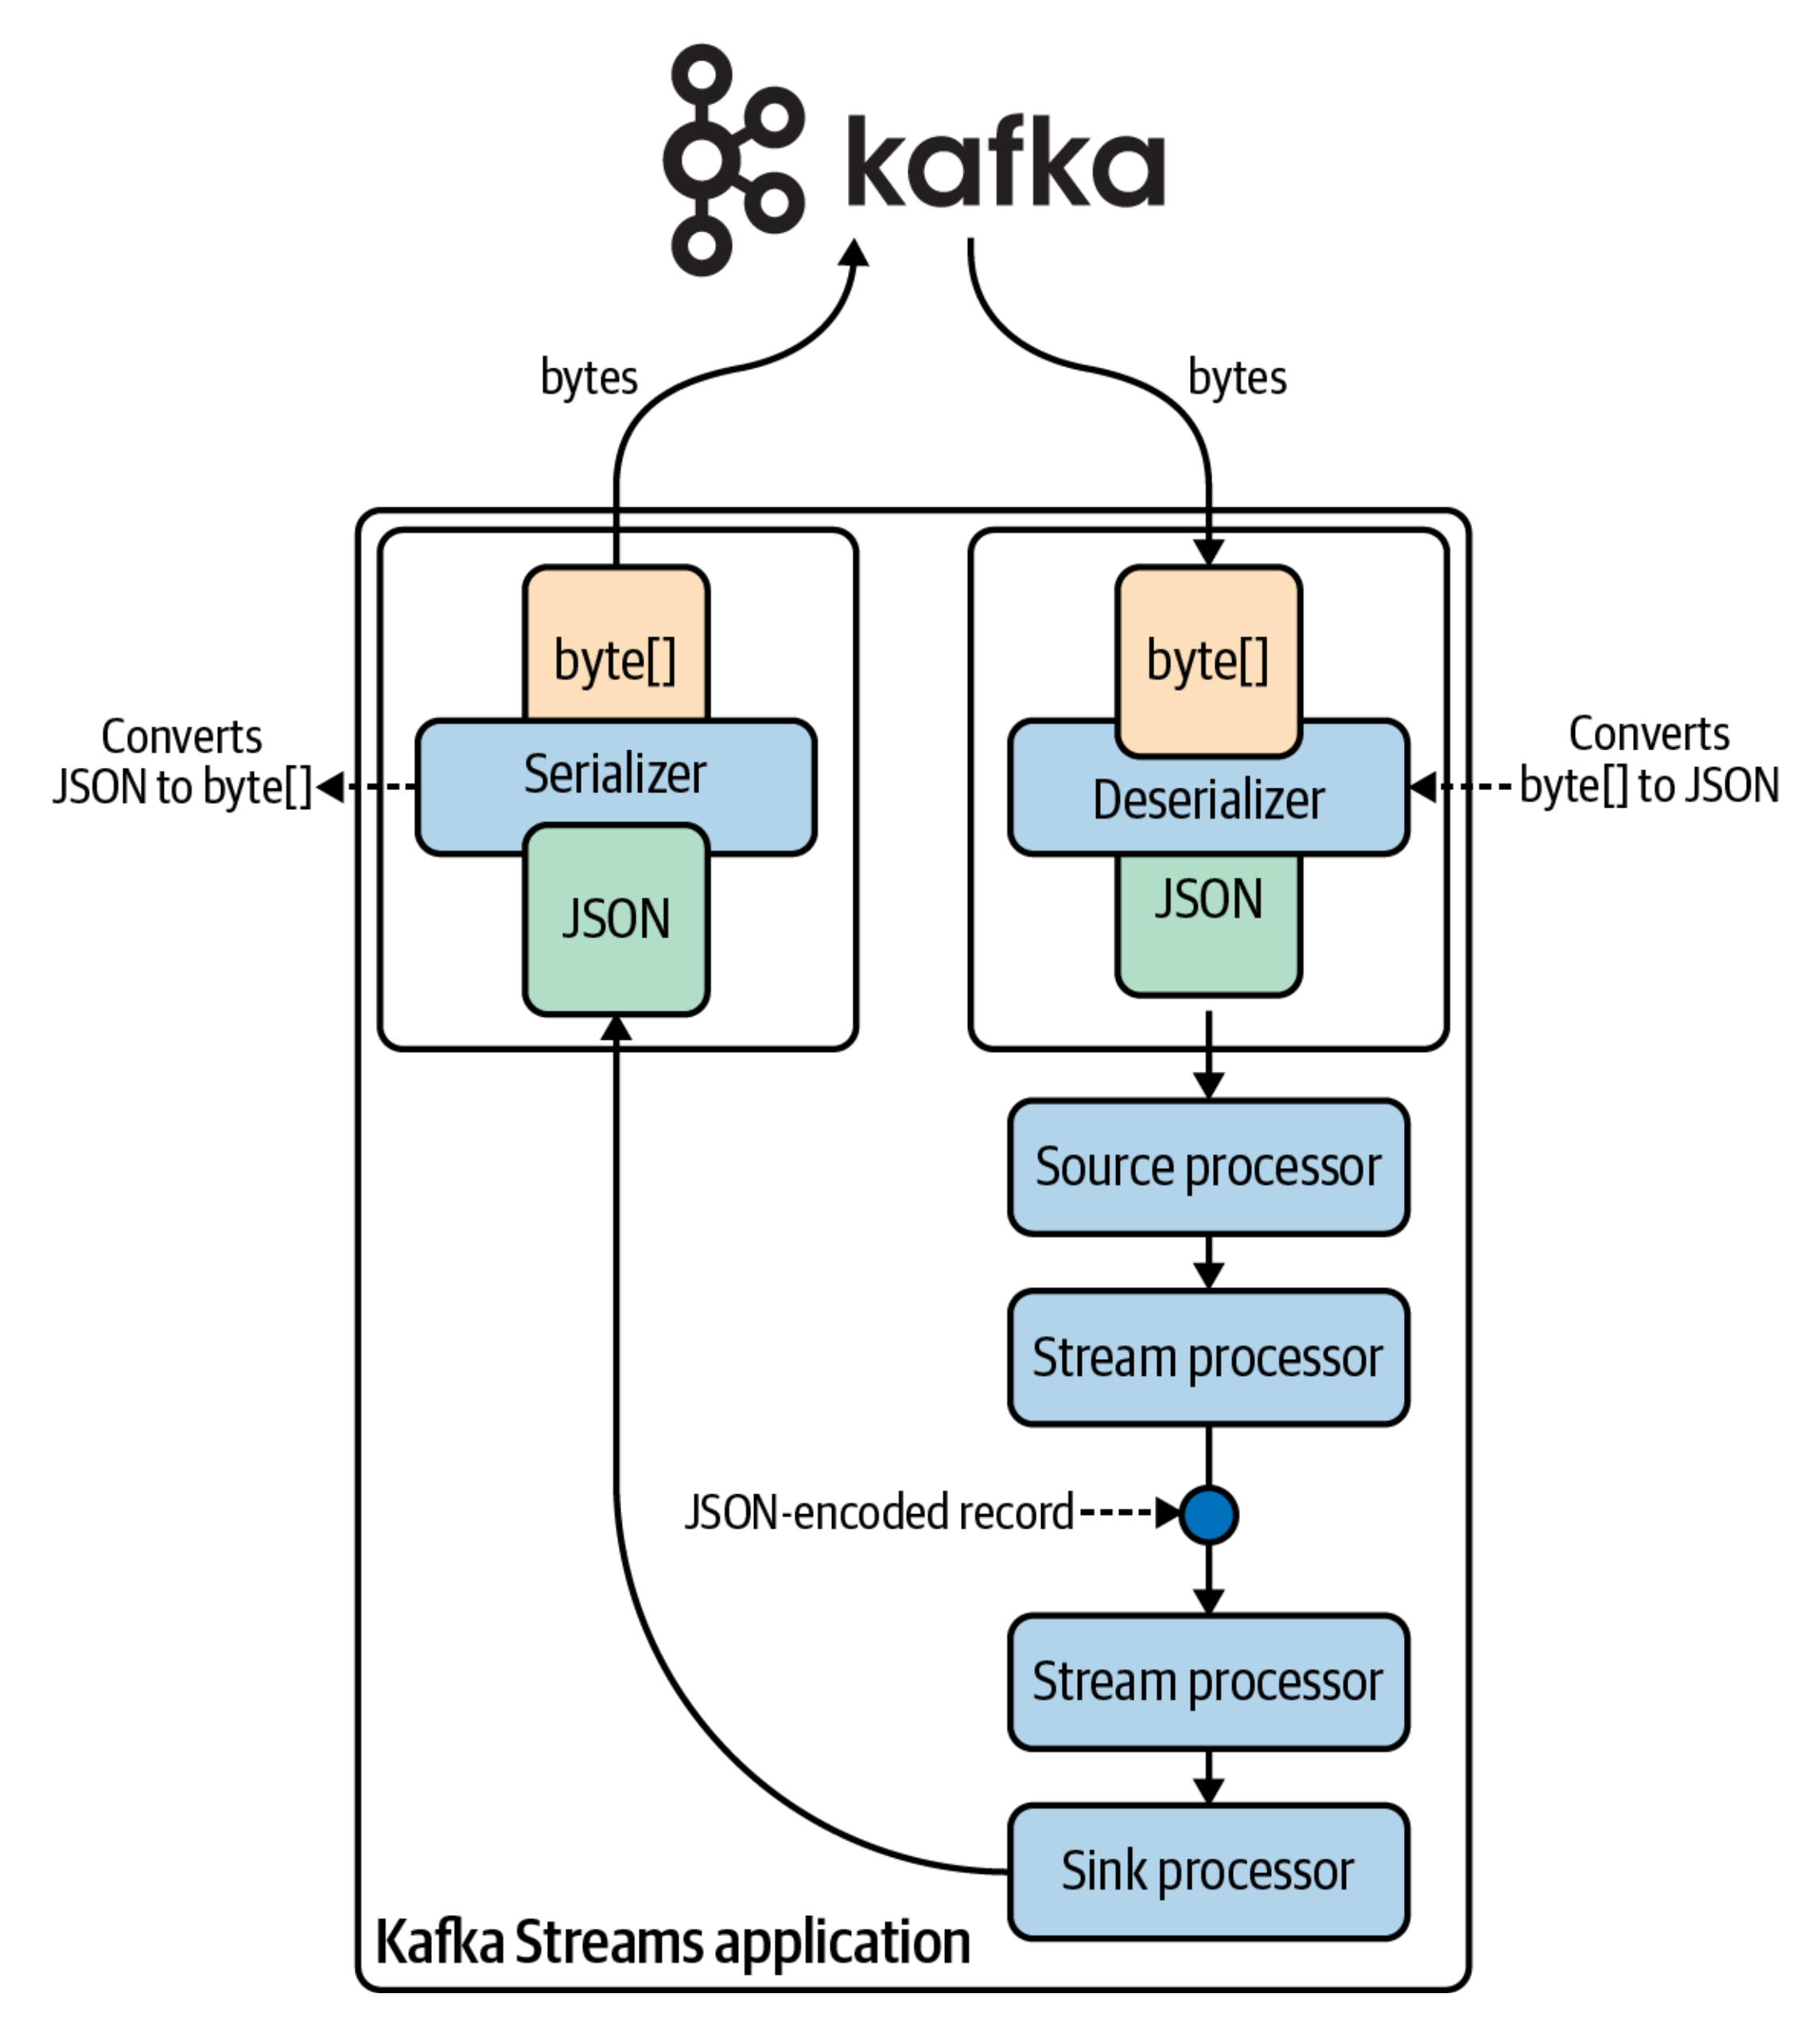 kafka
bytes
bytes
byte[]
byte[]
Converts
JSON to byte[]
Serializer
Deserializer
Converts
byte[] to JSON
JSON
JSON
Source processor
Stream processor
JSON-encoded record
Stream processor
Sink processor
Kafka Streams application